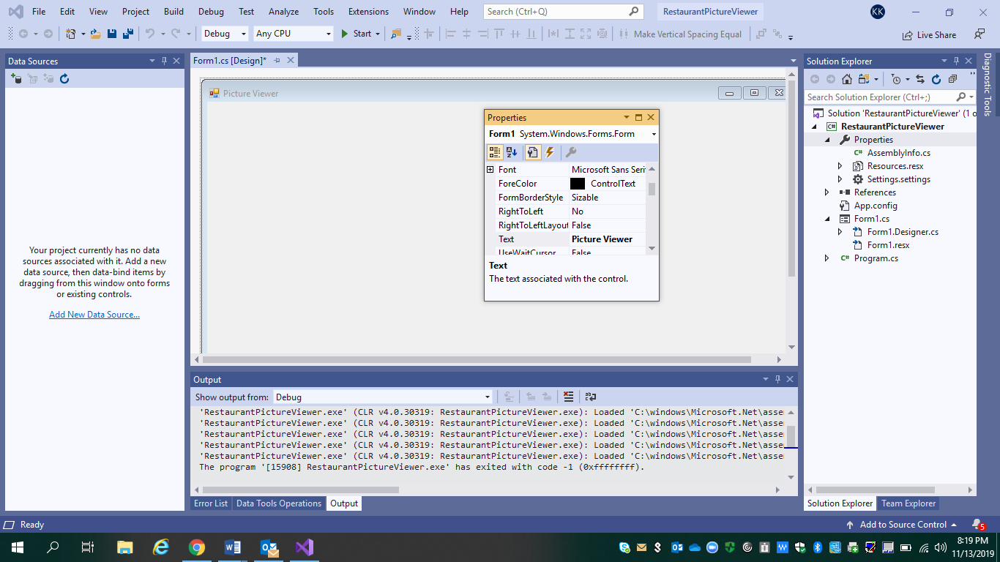 File Edit View Project Build Debug Test Analyze Tools Extensions Window Help Search (Ctrl+Q) RestaurantPictureViewer KK
Debug Any CPU Start Make Vertical Spacing Equal Live Share
Data Sources
Your project currently has no data
sources associated with it. Add a new
data source, then data-bind items by
dragging from this window onto forms
or existing controls.
Add New Data Source...
Form1.cs [Design]*
Picture Viewer
Properties
Form1 System.Windows.Forms.Form
Font Microsoft Sans Seri
ForeColor ControlText
FormBorderStyle Sizable
RightToLeft No
RightToLeftLayout False
Text Picture Viewer
UseWaitCursor False
Text
The text associated with the control.
Output
Show output from: Debug
'RestaurantPictureViewer.exe' (CLR v4.0.30319: RestaurantPictureViewer.exe): Loaded 'C:\windows\Microsoft.Net\assem
'RestaurantPictureViewer.exe' (CLR v4.0.30319: RestaurantPictureViewer.exe): Loaded 'C:\windows\Microsoft.Net\assem
'RestaurantPictureViewer.exe' (CLR v4.0.30319: RestaurantPictureViewer.exe): Loaded 'C:\windows\Microsoft.Net\assem
'RestaurantPictureViewer.exe' (CLR v4.0.30319: RestaurantPictureViewer.exe): Loaded 'C:\windows\Microsoft.Net\assem
'RestaurantPictureViewer.exe' (CLR v4.0.30319: RestaurantPictureViewer.exe): Loaded 'C:\windows\Microsoft.Net\assem
The program '[15908] RestaurantPictureViewer.exe' has exited with code -1 (0xffffffff).
Error List Data Tools Operations Output
Solution Explorer
Search Solution Explorer (Ctrl+;)
Solution 'RestaurantPictureViewer' (1 o
RestaurantPictureViewer
Properties
AssemblyInfo.cs
Resources.resx
Settings.settings
References
App.config
Form1.cs
Form1.Designer.cs
Form1.resx
Program.cs
Solution Explorer Team Explorer
Diagnostic Tools
Ready Add to Source Control 5
8:19 PM
11/13/2019